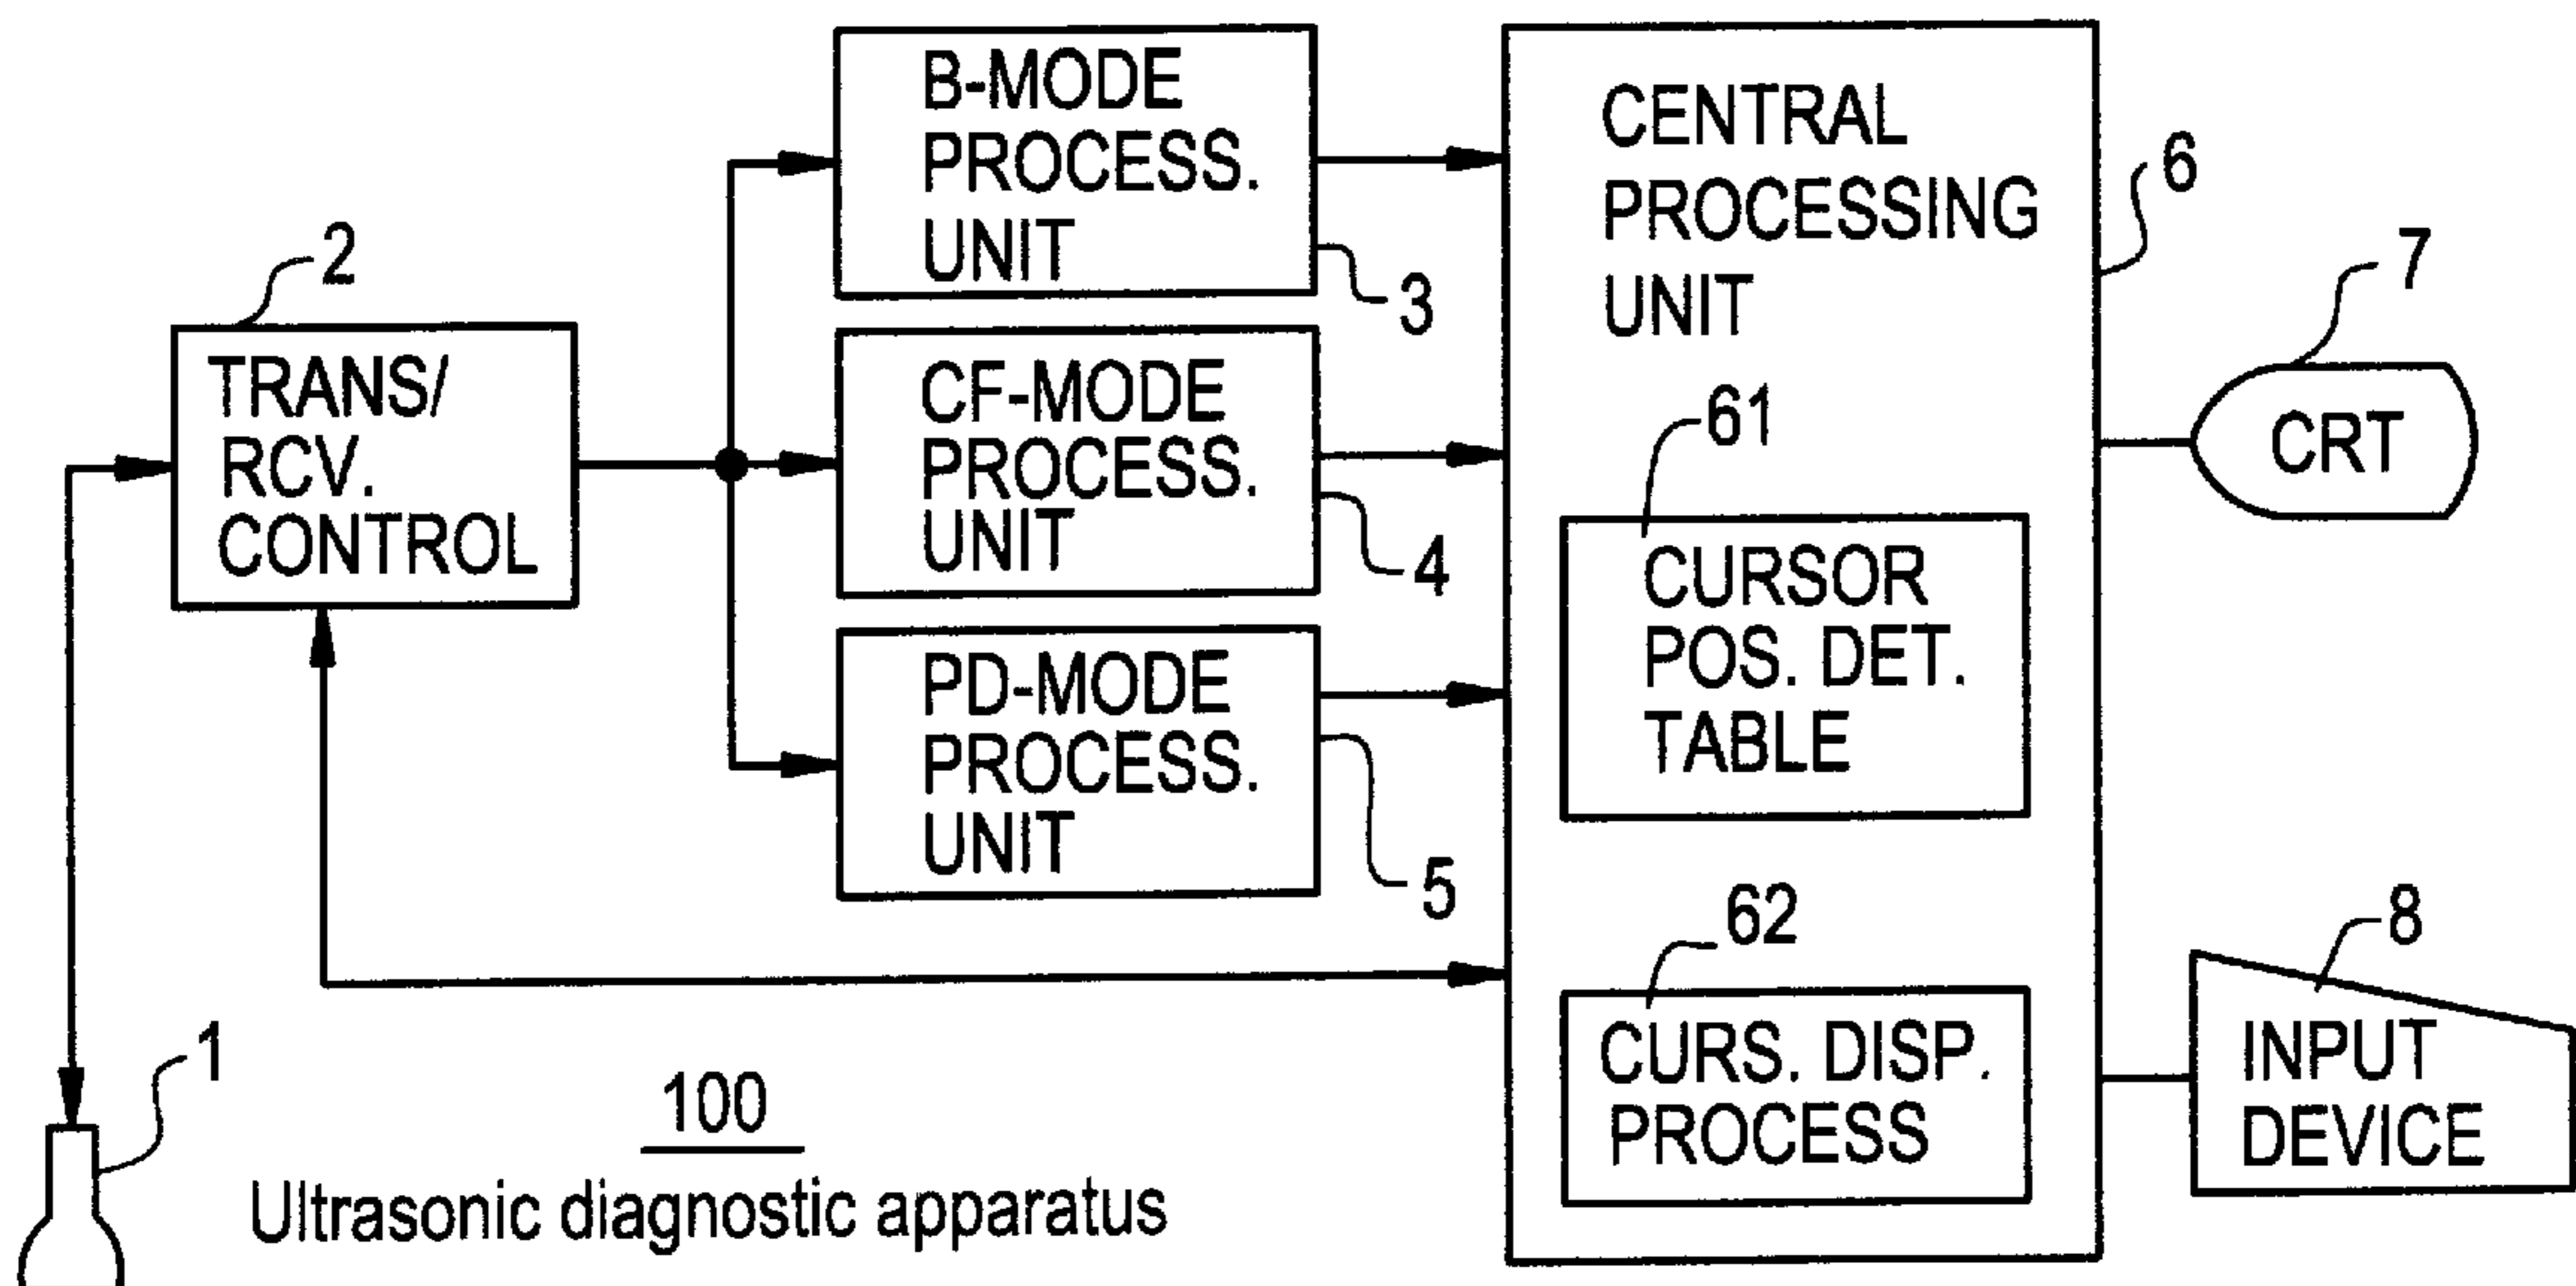 B-MODE
PROCESS.
UNIT
3
CENTRAL
PROCESSING
UNIT
6
2
TRANS/
RCV.
CONTROL
CF-MODE
PROCESS.
UNIT
4
7
CRT
61
CURSOR
POS. DET.
TABLE
PD-MODE
PROCESS.
UNIT
5
62
CURS. DISP.
PROCESS
8
INPUT
DEVICE
1
100
Ultrasonic diagnostic apparatus